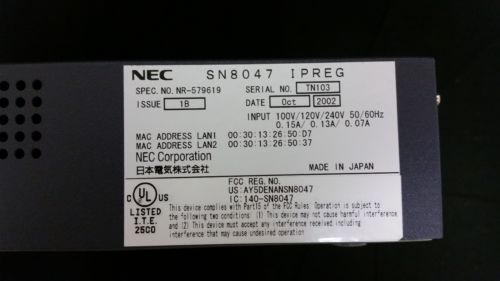 NEC SN8047 IPREG
SPEC. NO. NR-579619 SERIAL NO. TN103
ISSUE 1B DATE Oct 2002
INPUT 100V/120V/240V 50/60Hz
0.15A/ 0.13A/ 0.07A
MAC ADDRESS LAN1 00:30:13:26:50:D7
MAC ADDRESS LAN2 00:30:13:26:50:37
NEC Corporation
日本電気株式会社 MADE IN JAPAN
FCC REG. NO.
US: AY5DENANSN8047
IC: 140-SN8047
C UL US
LISTED
I.T.E.
25CO
This device complies with Part15 of the FCC Rules. Operation is subject to
the following two conditions: (1) This device may not cause harmful interference,
and (2) This device must accept any interference received including
interference that may cause undesired operation.